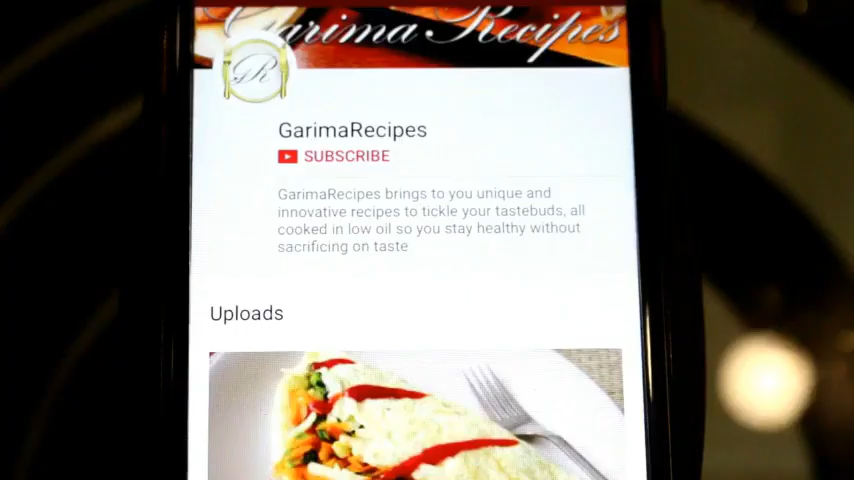 Garima Recipes
GR
GarimaRecipes
SUBSCRIBE
GarimaRecipes brings to you unique and
innovative recipes to tickle your tastebuds, all
cooked in low oil so you stay healthy without
sacrificing on taste
Uploads